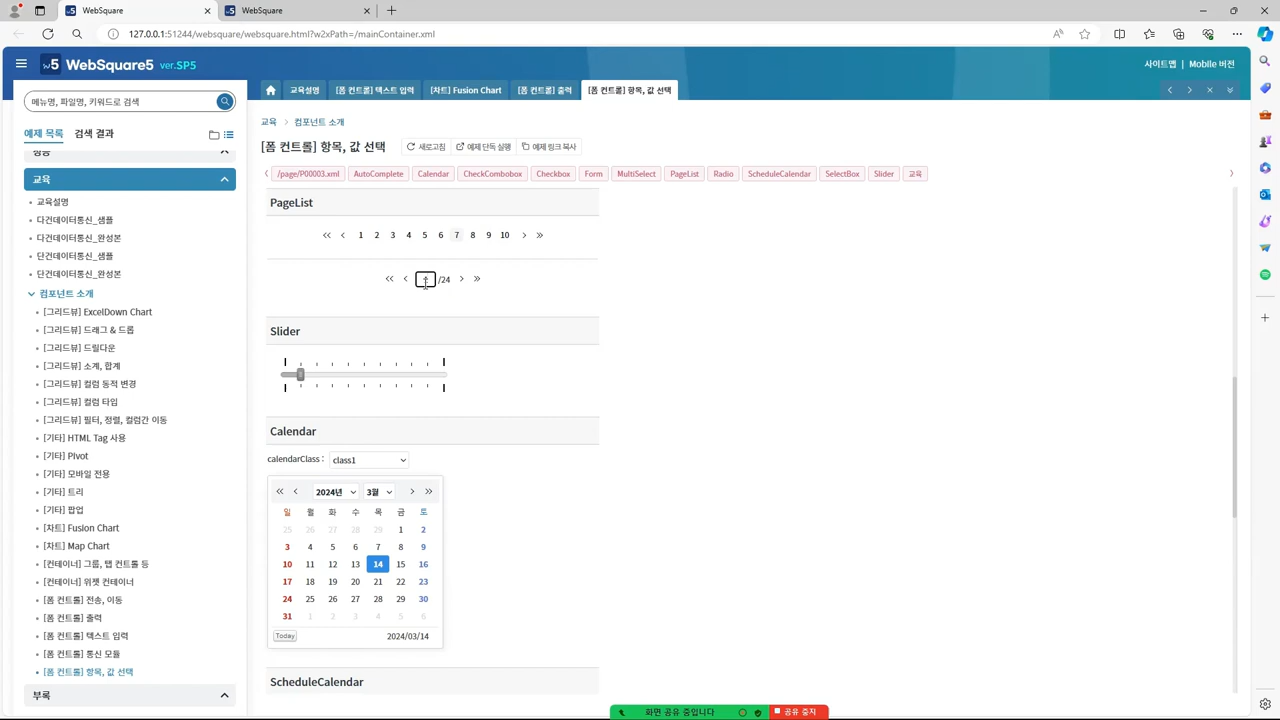 WebSquare
WebSquare
127.0.0.1:51244/websquare/websquare.html?w2xPath=/mainContainer.xml
w5 WebSquare5 ver.SP5
사이트맵 | Mobile 버전
교육설명
[폼 컨트롤] 텍스트 입력
[차트] Fusion Chart
[폼 컨트롤] 출력
[폼 컨트롤] 항목, 값 선택
메뉴명, 파일명, 키워드로 검색
예제 목록 검색 결과
교육
교육설명
다건데이터통신_샘플
다건데이터통신_완성본
단건데이터통신_샘플
단건데이터통신_완성본
컴포넌트 소개
[그리드뷰] ExcelDown Chart
[그리드뷰] 드래그 & 드롭
[그리드뷰] 드릴다운
[그리드뷰] 소계, 합계
[그리드뷰] 컬럼 동적 변경
[그리드뷰] 컬럼 타입
[그리드뷰] 필터, 정렬, 컬럼간 이동
[기타] HTML Tag 사용
[기타] Pivot
[기타] 모바일 전용
[기타] 트리
[기타] 팝업
[차트] Fusion Chart
[차트] Map Chart
[컨테이너] 그룹, 탭 컨트롤 등
[컨테이너] 위젯 컨테이너
[폼 컨트롤] 전송, 이동
[폼 컨트롤] 출력
[폼 컨트롤] 텍스트 입력
[폼 컨트롤] 통신 모듈
[폼 컨트롤] 항목, 값 선택
부록
교육 > 컴포넌트 소개
[폼 컨트롤] 항목, 값 선택 새로고침 예제 단독 실행 예제 링크 복사
/page/P00003.xml AutoComplete Calendar CheckCombobox Checkbox Form MultiSelect PageList Radio ScheduleCalendar SelectBox Slider 교육
PageList
1 2 3 4 5 6 7 8 9 10
/24
Slider
Calendar
calendarClass : class1
2024년 3월
일 월 화 수 목 금 토
25 26 27 28 29 1 2
3 4 5 6 7 8 9
10 11 12 13 14 15 16
17 18 19 20 21 22 23
24 25 26 27 28 29 30
31 1 2 3 4 5 6
Today 2024/03/14
ScheduleCalendar
화면 공유 중입니다 공유 중지